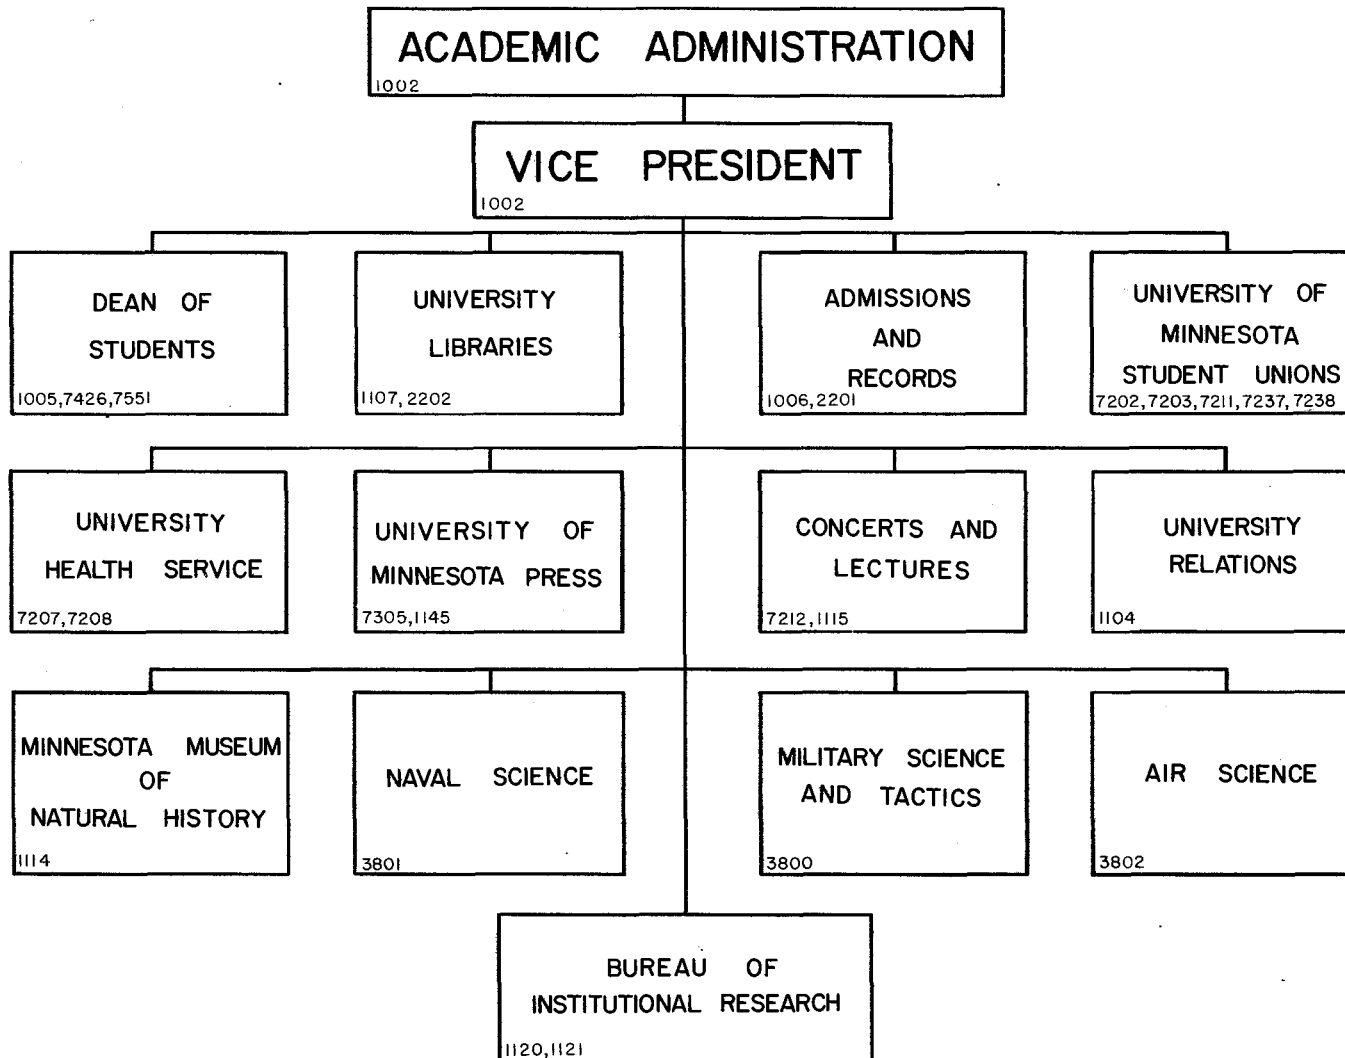 ACADEMIC ADMINISTRATION
1002
VICE PRESIDENT
1002
DEAN OF
STUDENTS
1005,7426,7551
UNIVERSITY
LIBRARIES
1107, 2202
ADMISSIONS
AND
RECORDS
1006,2201
UNIVERSITY OF
MINNESOTA
STUDENT UNIONS
7202,7203,7211,7237,7238
UNIVERSITY
HEALTH SERVICE
7207,7208
UNIVERSITY OF
MINNESOTA PRESS
7305,1145
CONCERTS AND
LECTURES
7212,1115
UNIVERSITY
RELATIONS
1104
MINNESOTA MUSEUM
OF
NATURAL HISTORY
1114
NAVAL SCIENCE
3801
MILITARY SCIENCE
AND TACTICS
3800
AIR SCIENCE
3802
BUREAU OF
INSTITUTIONAL RESEARCH
1120,1121